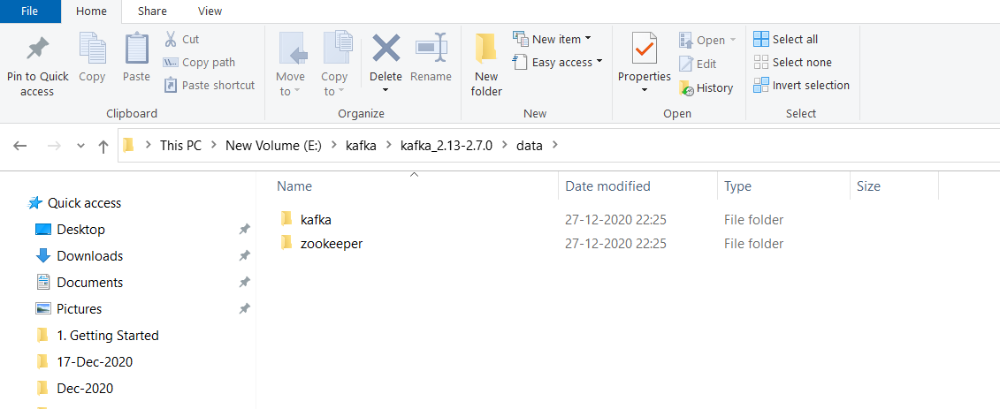 File Home Share View
Pin to Quick access
Copy
Paste
Cut
Copy path
Paste shortcut
Clipboard
Move to
Copy to
Delete
Rename
Organize
New folder
New item
Easy access
New
Properties
Open
Edit
History
Open
Select all
Select none
Invert selection
Select
This PC New Volume (E:) kafka kafka_2.13-2.7.0 data
Name Date modified Type Size
kafka 27-12-2020 22:25 File folder
zookeeper 27-12-2020 22:25 File folder
Quick access
Desktop
Downloads
Documents
Pictures
1. Getting Started
17-Dec-2020
Dec-2020